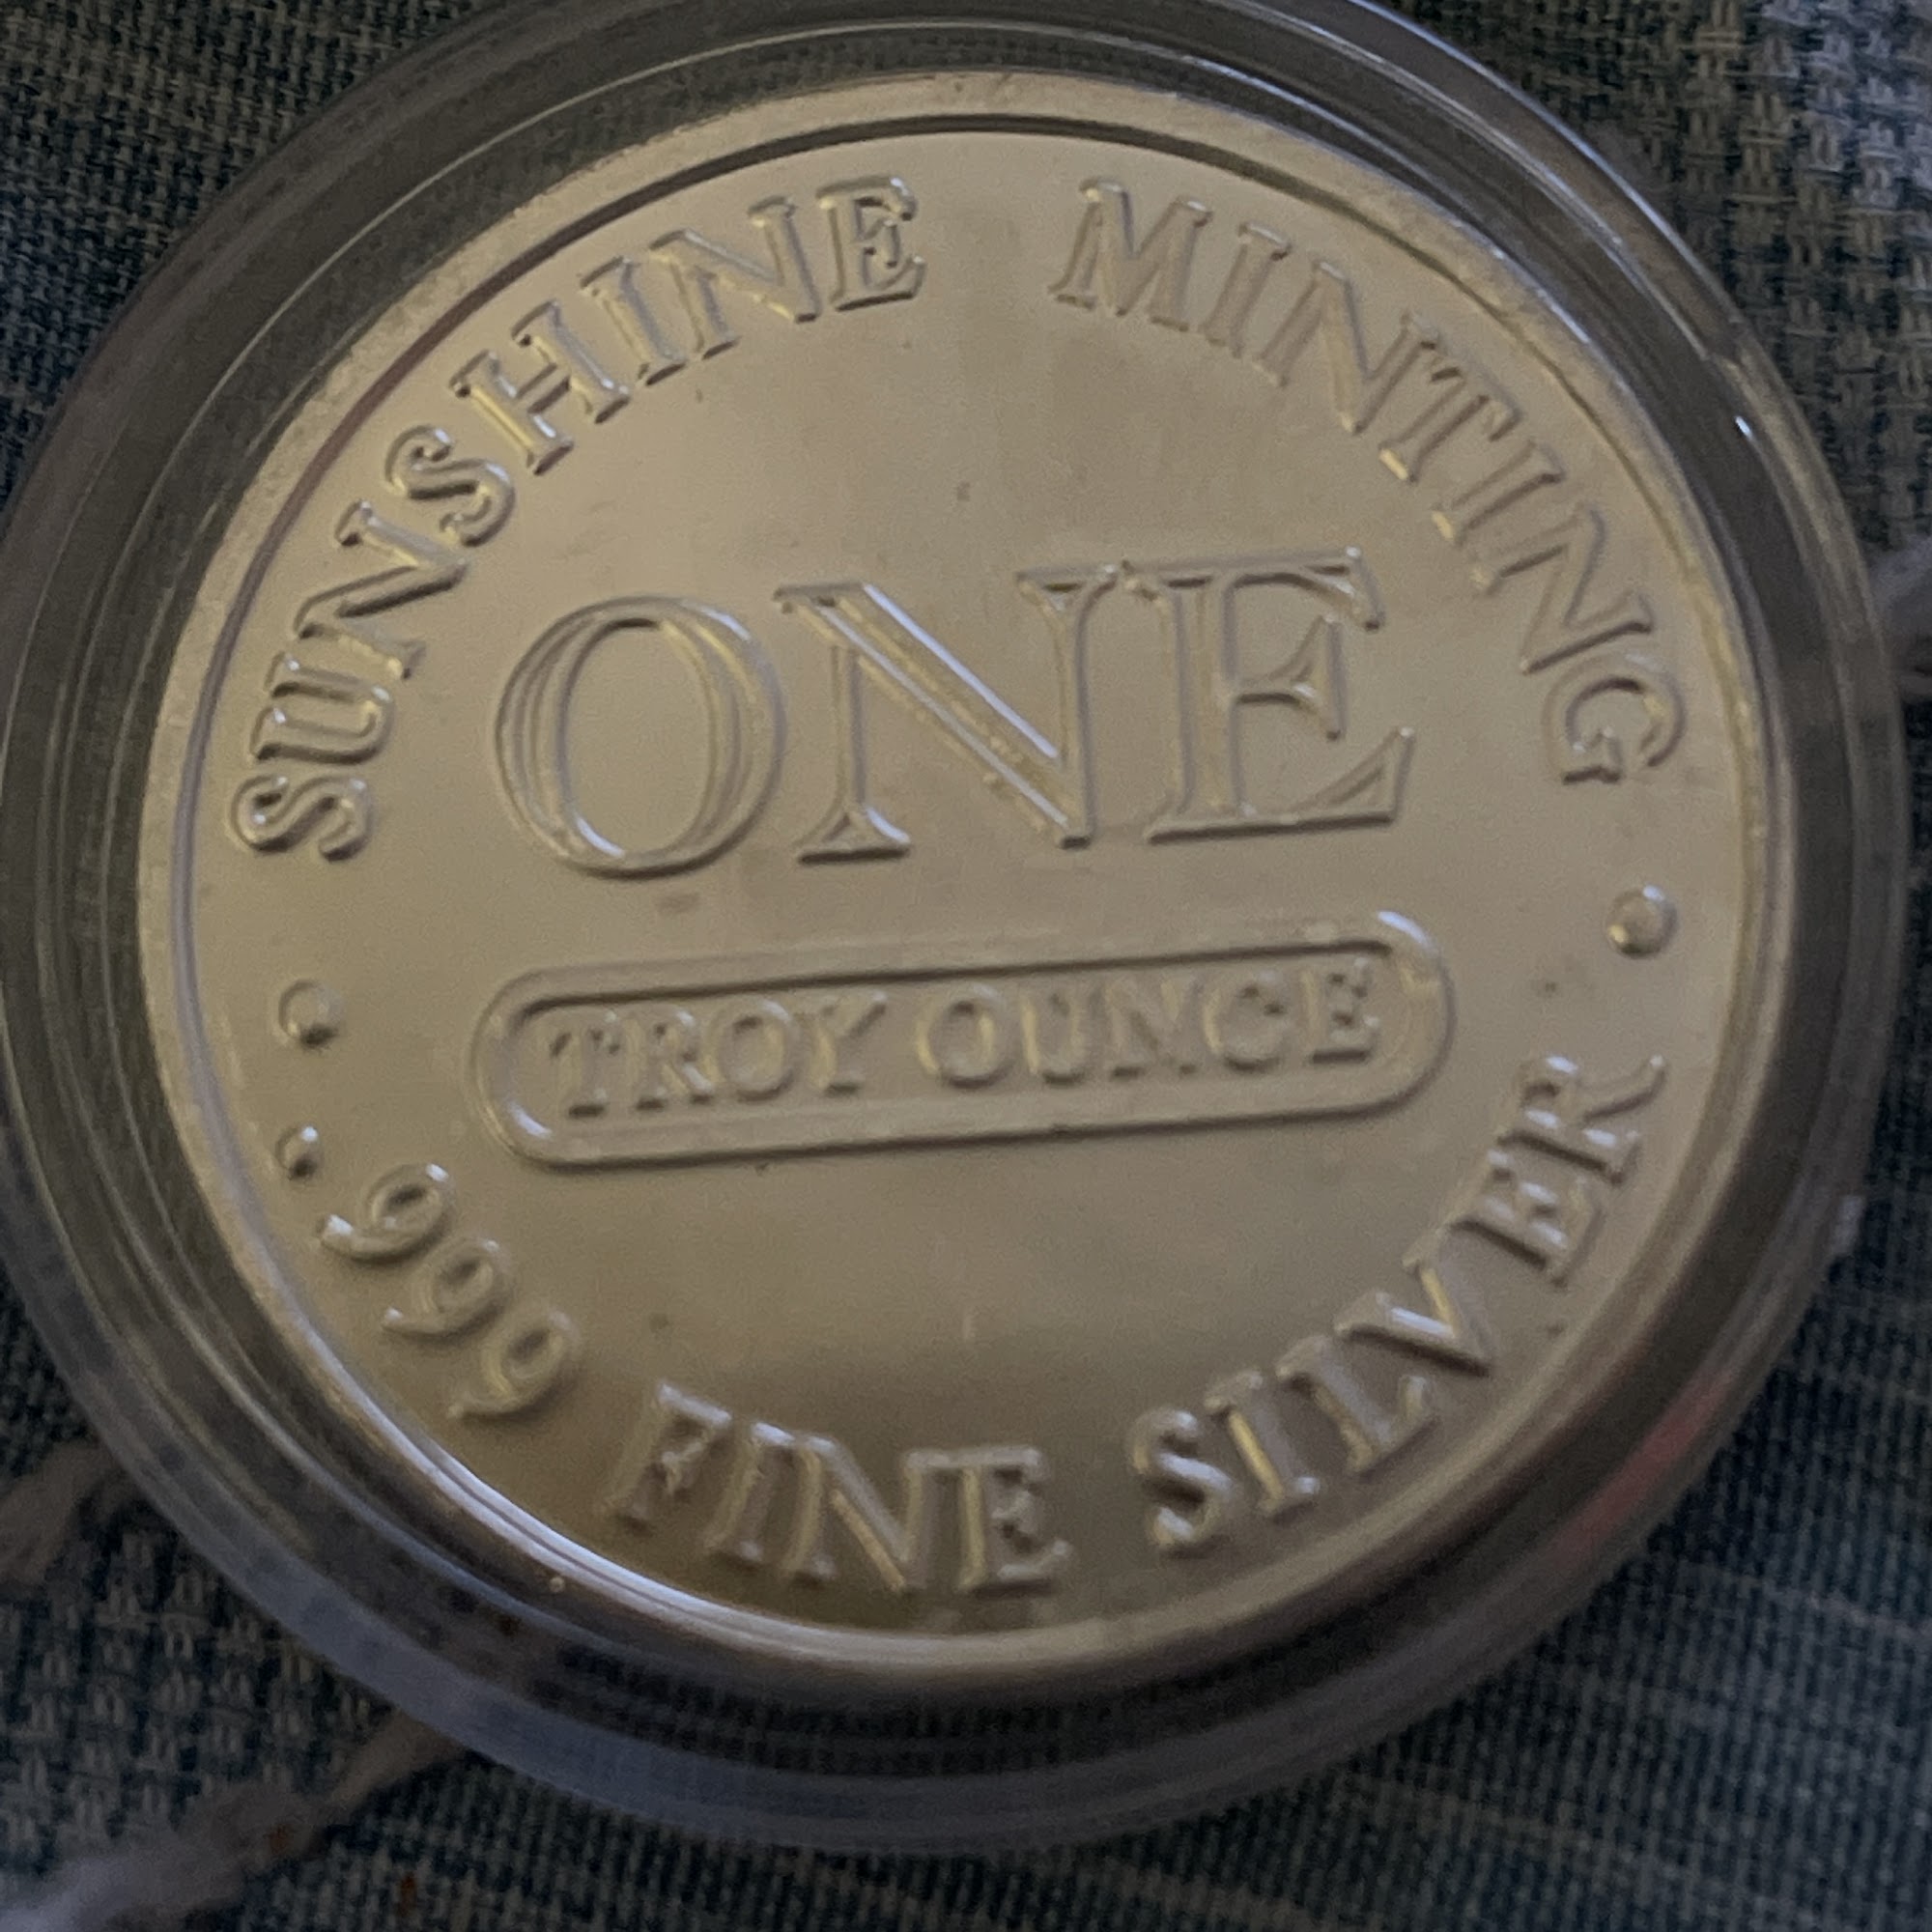 SUNSHINE MINTING
ONE
TROY OUNCE
.999 FINE SILVER